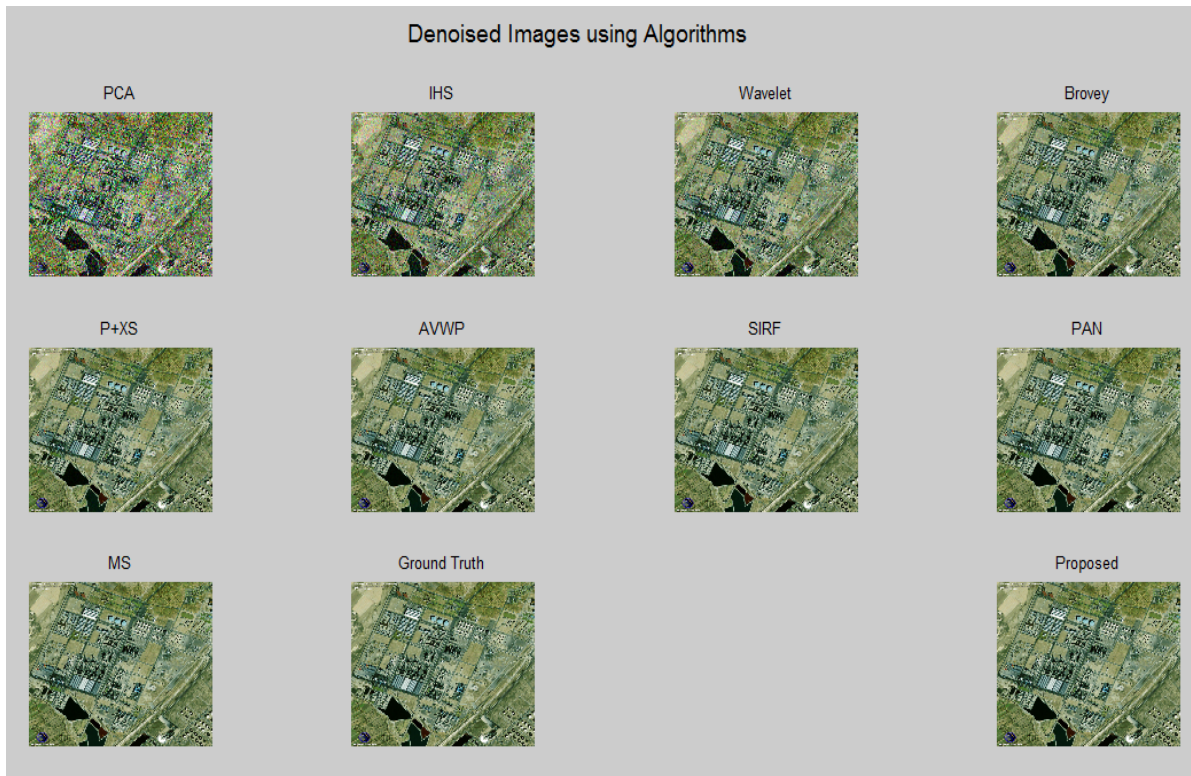 Denoised Images using Algorithms
PCA
IHS
Wavelet
Brovey
P+XS
AVWP
SIRF
PAN
MS
Ground Truth
Proposed